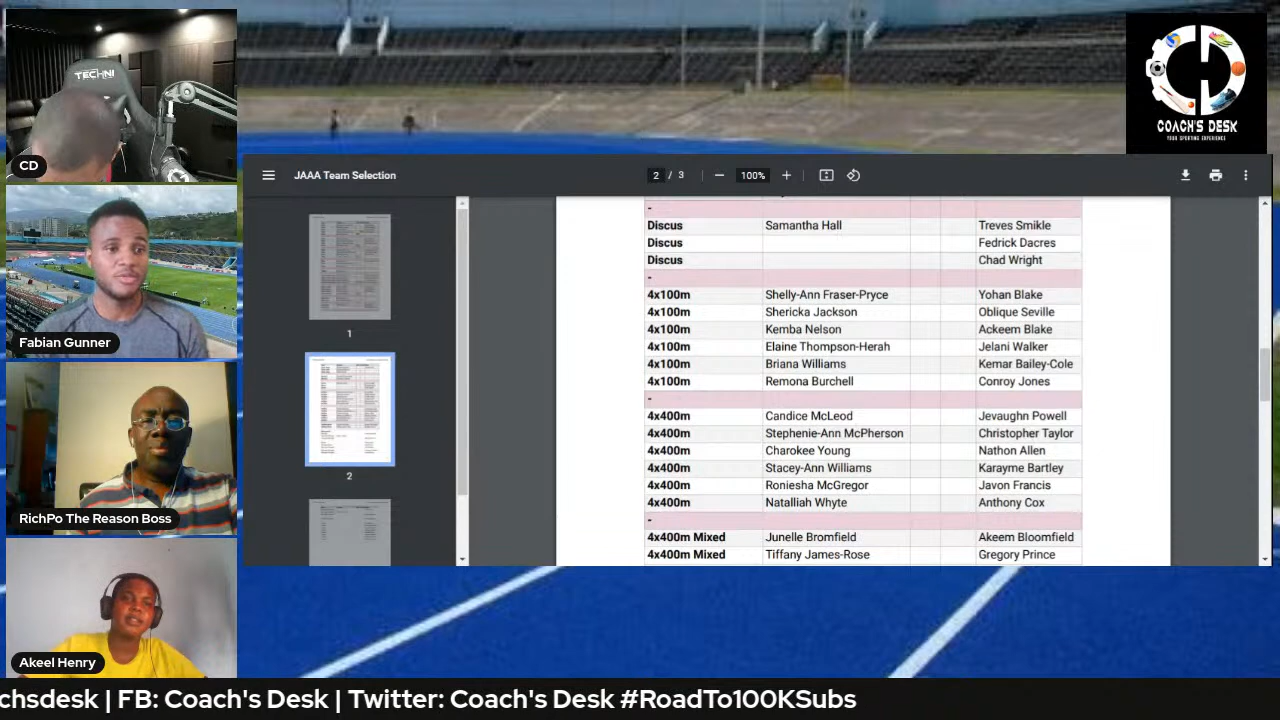 TECHNI
CD
Fabian Gunner
RichPo The Reason Boss
Akeel Henry
COACH'S DESK
YOUR SPORTING EXPERIENCE
JAAA Team Selection
2 / 3
100%
1
2
-
Discus Samantha Hall Treves Smikle
Discus Fedrick Dacres
Discus Chad Wright
-
4x100m Shelly-Ann Fraser-Pryce Yohan Blake
4x100m Shericka Jackson Oblique Seville
4x100m Kemba Nelson Ackeem Blake
4x100m Elaine Thompson-Herah Jelani Walker
4x100m Briana Williams Kemar Bailey-Cole
4x100m Remona Burchell Conroy Jones
-
4x400m Candice McLeod Jevaughn Powell
4x400m Stephenie-Ann McPherson Christopher Taylor
4x400m Charokee Young Nathon Allen
4x400m Stacey-Ann Williams Karayme Bartley
4x400m Roniesha McGregor Javon Francis
4x400m Natalliah Whyte Anthony Cox
-
4x400m Mixed Junelle Bromfield Akeem Bloomfield
4x400m Mixed Tiffany James-Rose Gregory Prince
chsdesk | FB: Coach's Desk | Twitter: Coach's Desk #RoadTo100KSubs